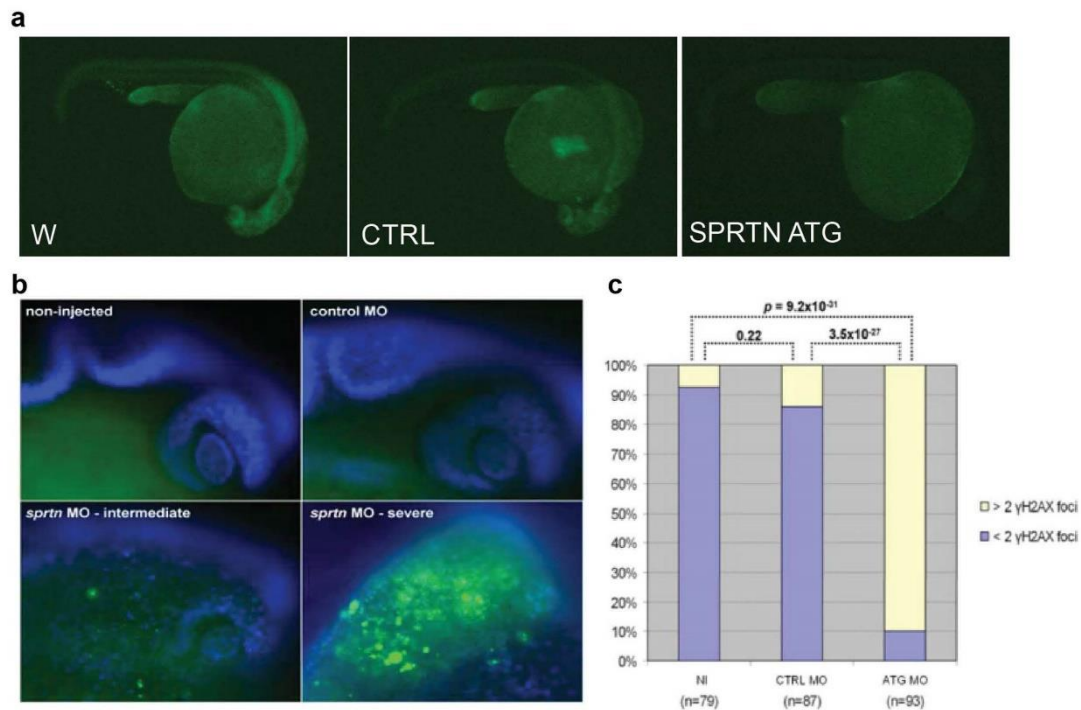 a
W
CTRL
SPRTN ATG
b
non-injected
control MO
sprtn MO - intermediate
sprtn MO - severe
c
p = 9.2x10-31
0.22
3.5x10-27
100%
90%
80%
70%
60%
50%
40%
30%
20%
10%
0%
NI
(n=79)
CTRL MO
(n=87)
ATG MO
(n=93)
> 2 γH2AX foci
< 2 γH2AX foci